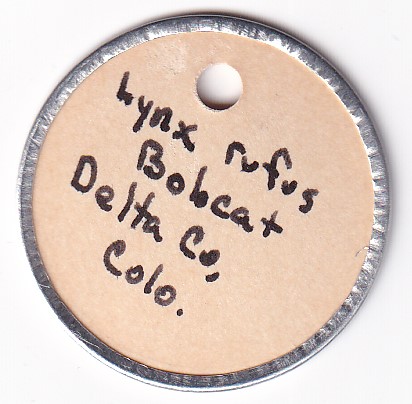 Lynx rufus
Bobcat
Delta Co.
Colo.